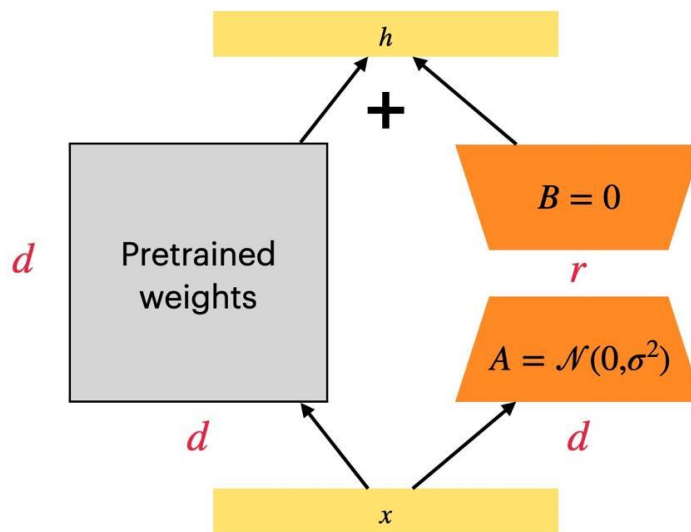 h
+
B = 0
d
Pretrained
weights
r
A = 𝒩(0,σ²)
d
d
x